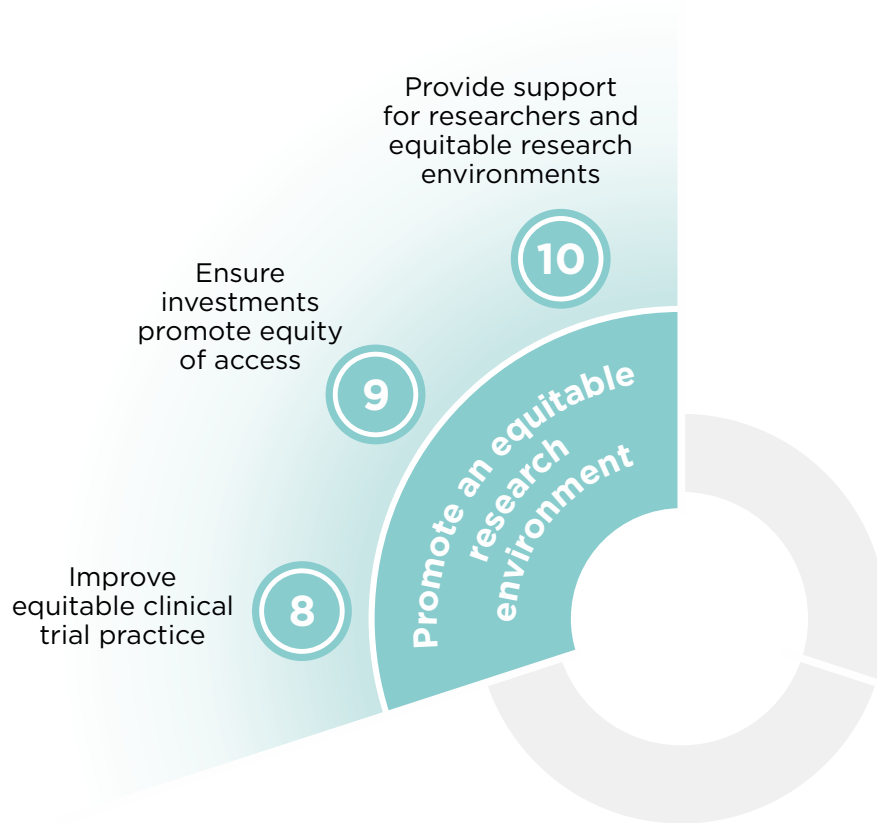 Provide support
for researchers and
equitable research
environments
10
Ensure
investments
promote equity
of access
9
Improve
equitable clinical
trial practice
8
Promote an equitable
research
environment